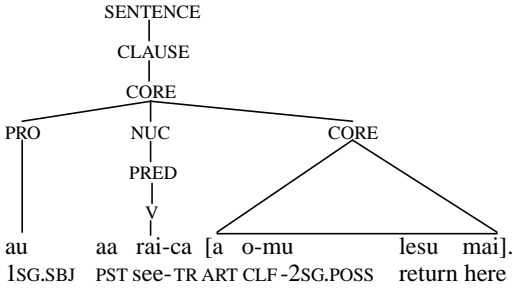 SENTENCE
CLAUSE
CORE
PRO NUC CORE
PRED
V
au aa rai-ca [a o-mu lesu mai].
1SG.SBJ PST see-TR ART CLF-2SG.POSS return here